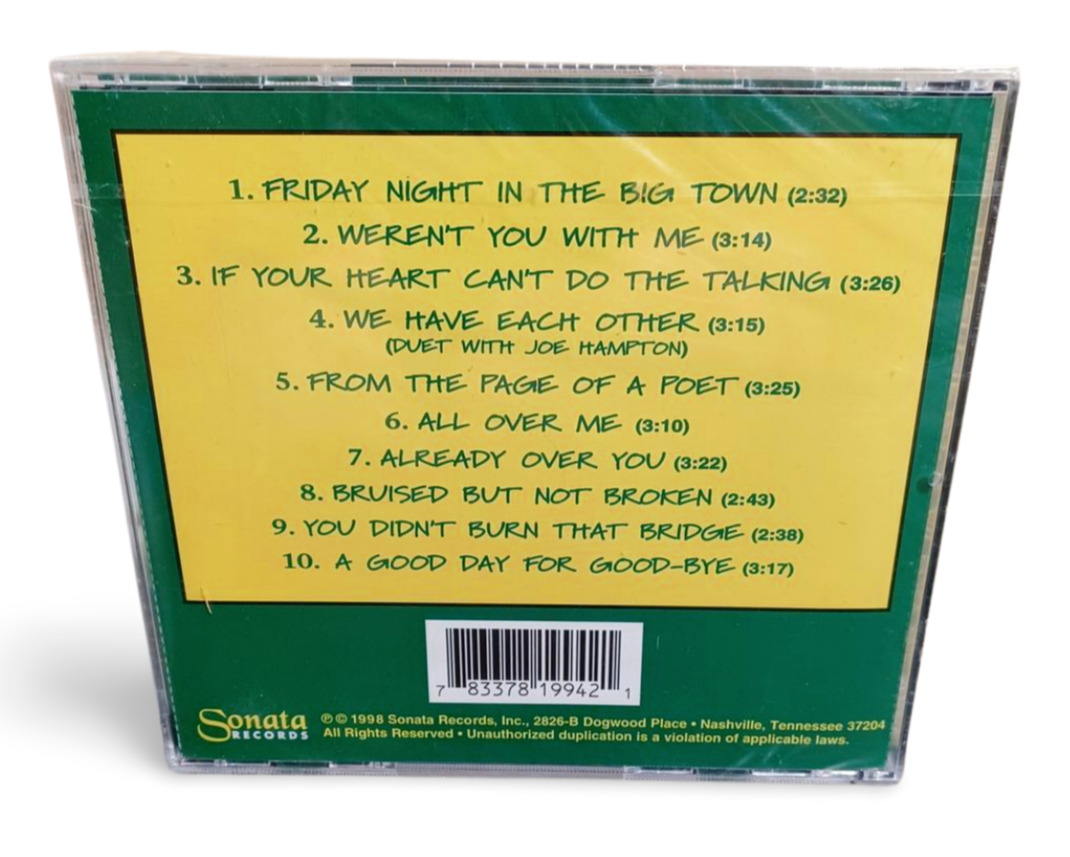 1. FRIDAY NIGHT IN THE BIG TOWN (2:32)
2. WEREN'T YOU WITH ME (3:14)
3. IF YOUR HEART CAN'T DO THE TALKING (3:26)
4. WE HAVE EACH OTHER (3:15)
(DUET WITH JOE HAMPTON)
5. FROM THE PAGE OF A POET (3:25)
6. ALL OVER ME (3:10)
7. ALREADY OVER YOU (3:22)
8. BRUISED BUT NOT BROKEN (2:43)
9. YOU DIDN'T BURN THAT BRIDGE (2:38)
10. A GOOD DAY FOR GOOD-BYE (3:17)
7 83378 19942 1
Sonata
RECORDS
℗© 1998 Sonata Records, Inc., 2826-B Dogwood Place • Nashville, Tennessee 37204
All Rights Reserved • Unauthorized duplication is a violation of applicable laws.